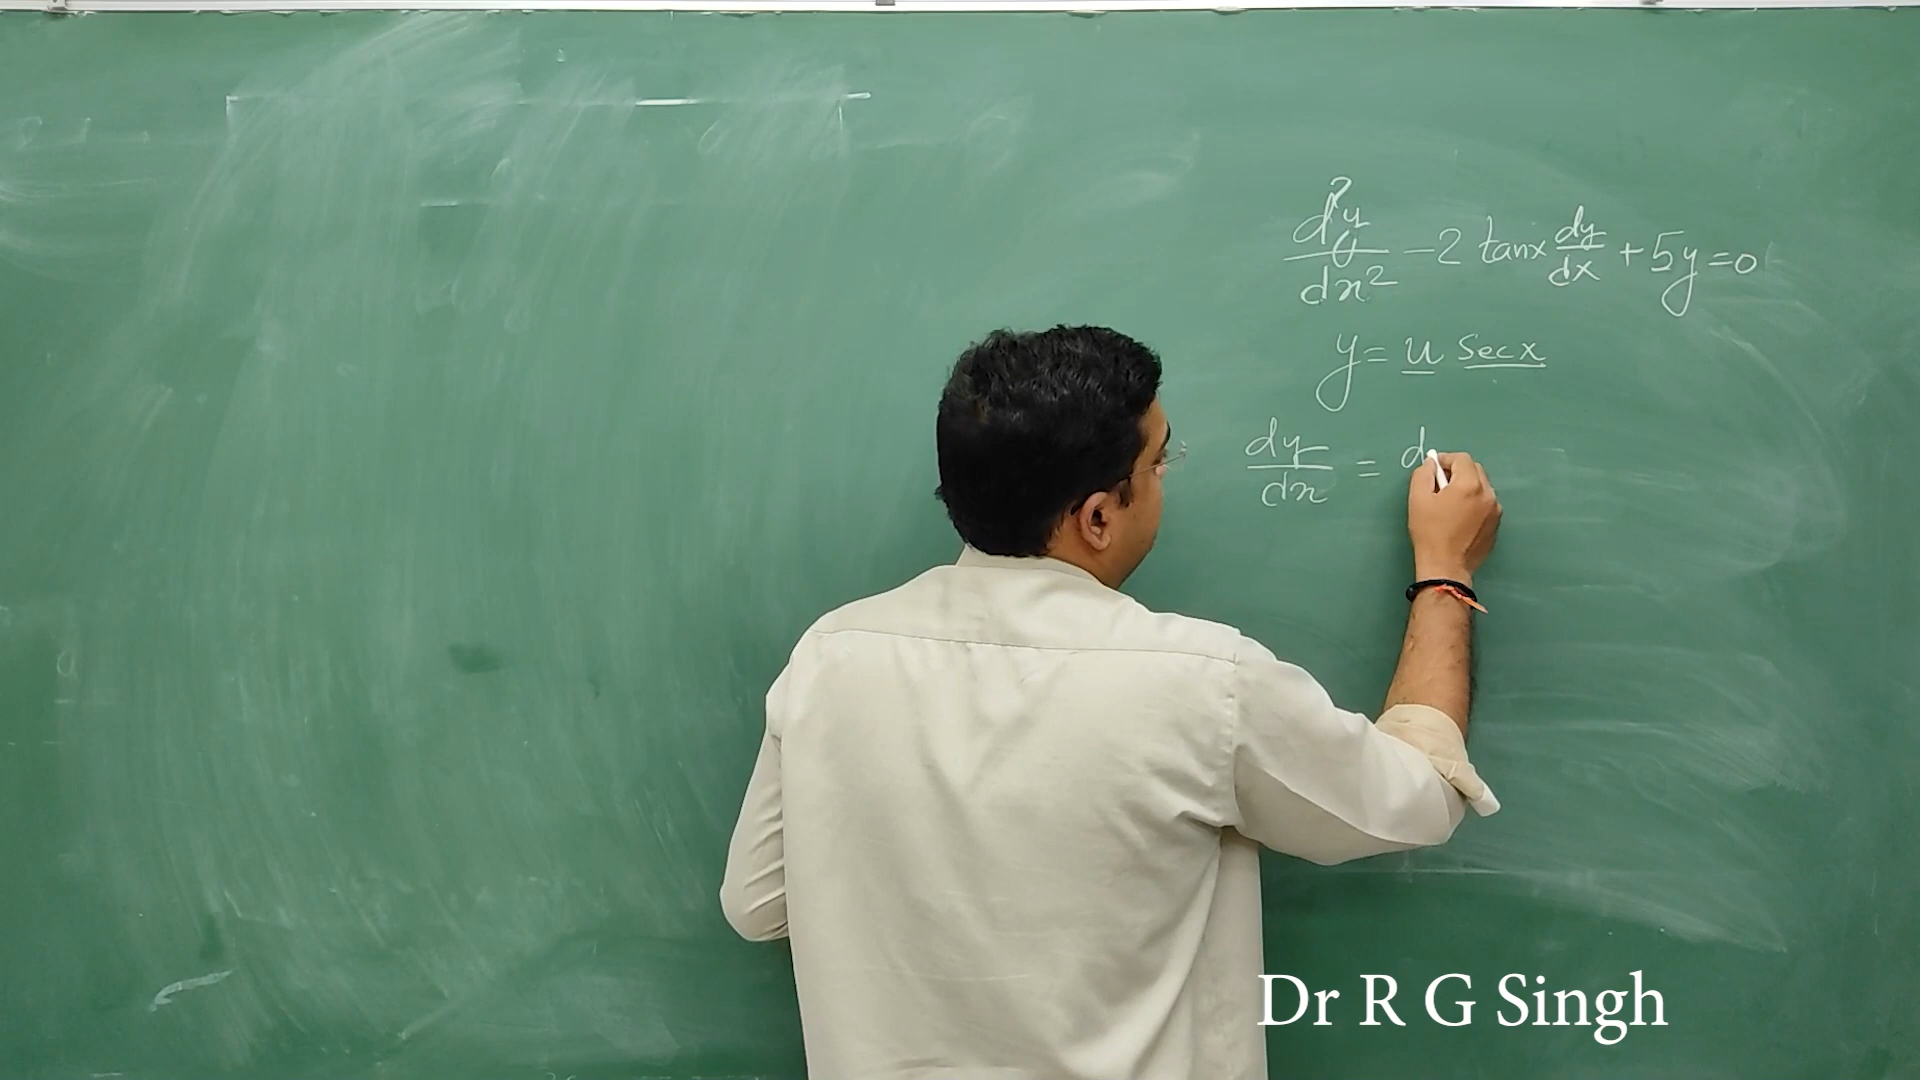 d²y/dx² - 2 tanx dy/dx + 5y = 0
y = u secx
dy/dx = d
Dr R G Singh